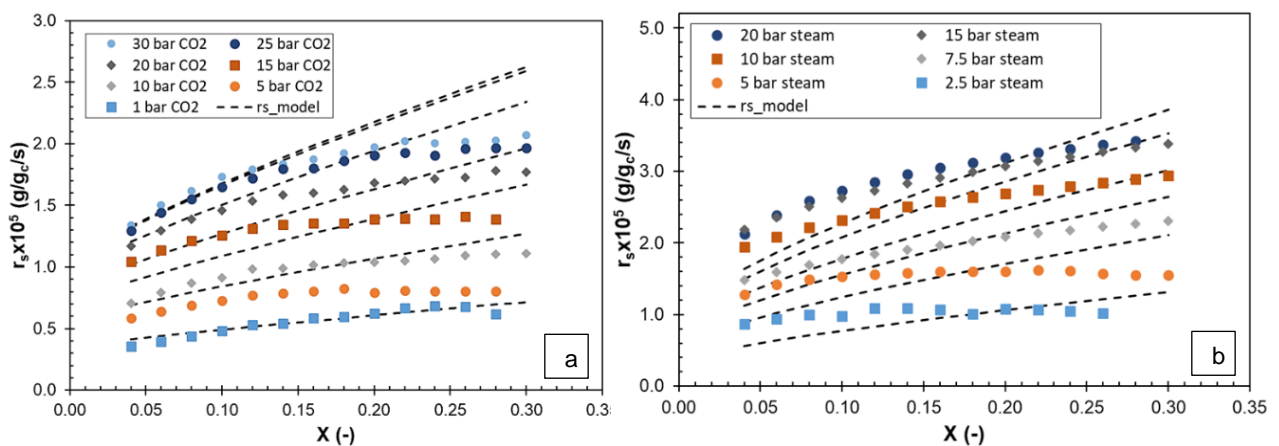 3.0
2.5
2.0
1.5
1.0
0.5
0.0
rₛx10⁵ (g/g꜀/s)
30 bar CO2 25 bar CO2
20 bar CO2 15 bar CO2
10 bar CO2 5 bar CO2
1 bar CO2 rs_model
a
0.00 0.05 0.10 0.15 0.20 0.25 0.30 0.35
X (-)
5.0
4.0
3.0
2.0
1.0
0.0
rₛx10⁵ (g/g꜀/s)
20 bar steam 15 bar steam
10 bar steam 7.5 bar steam
5 bar steam 2.5 bar steam
rs_model
b
0.00 0.05 0.10 0.15 0.20 0.25 0.30 0.35
X (-)